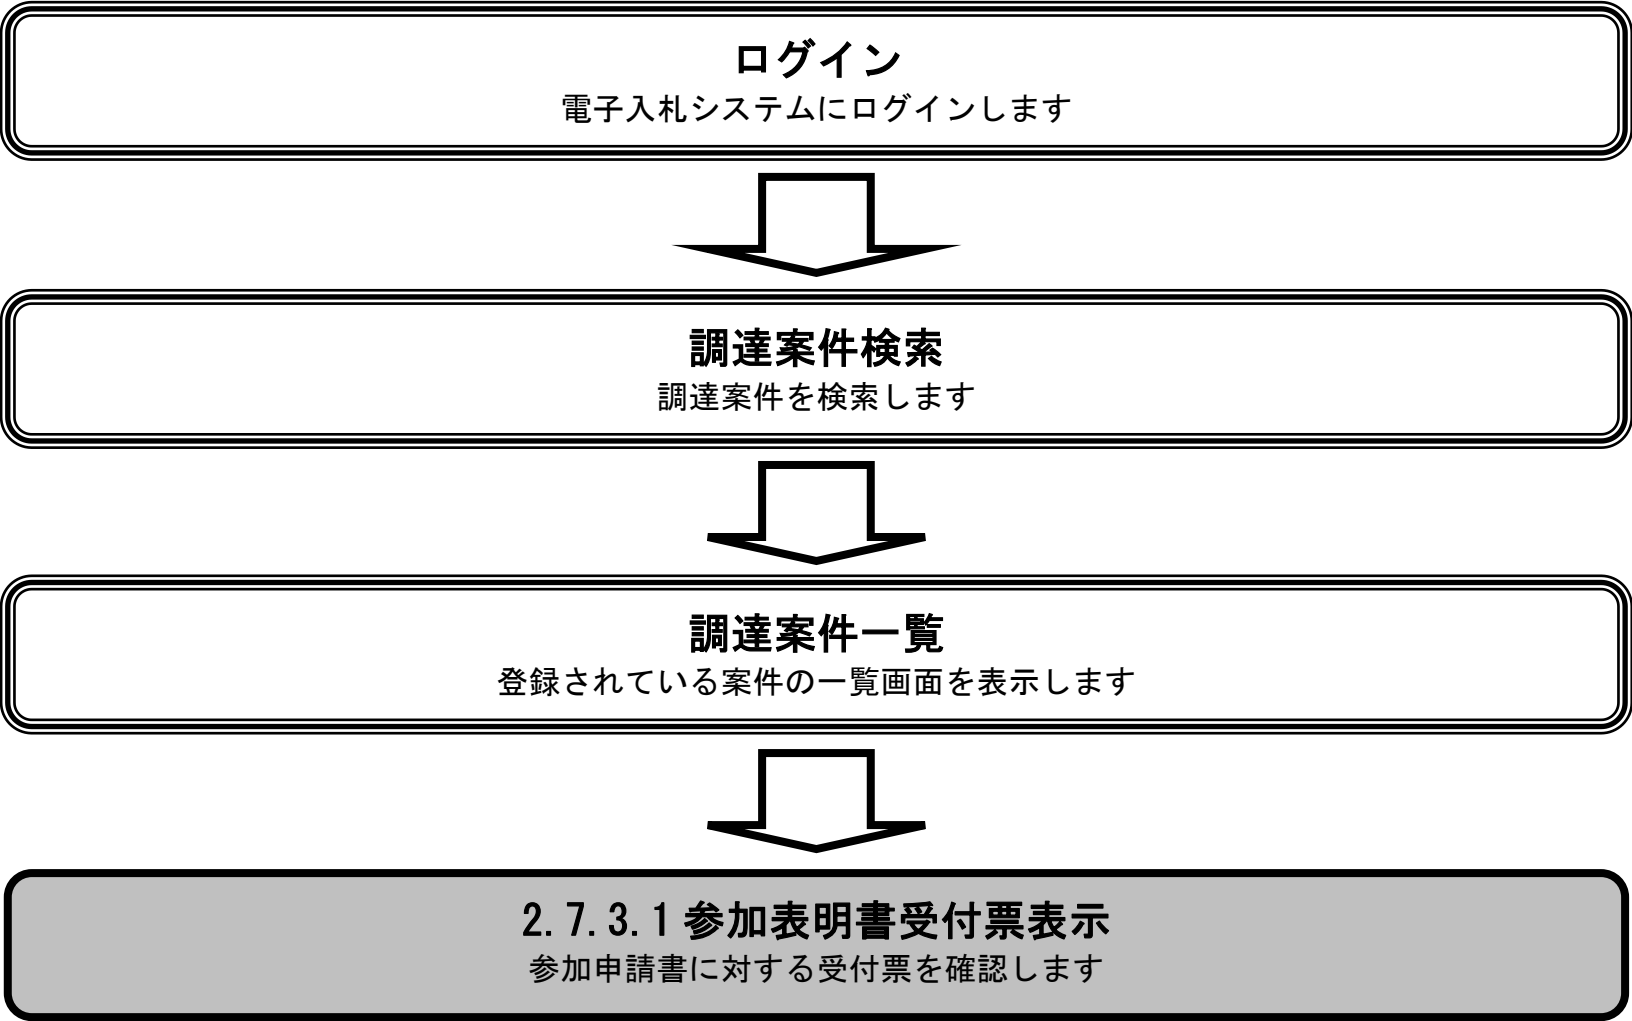 ログイン
電子入札システムにログインします
調達案件検索
調達案件を検索します
調達案件一覧
登録されている案件の一覧画面を表示します
2.7.3.1 参加表明書受付票表示
参加申請書に対する受付票を確認します